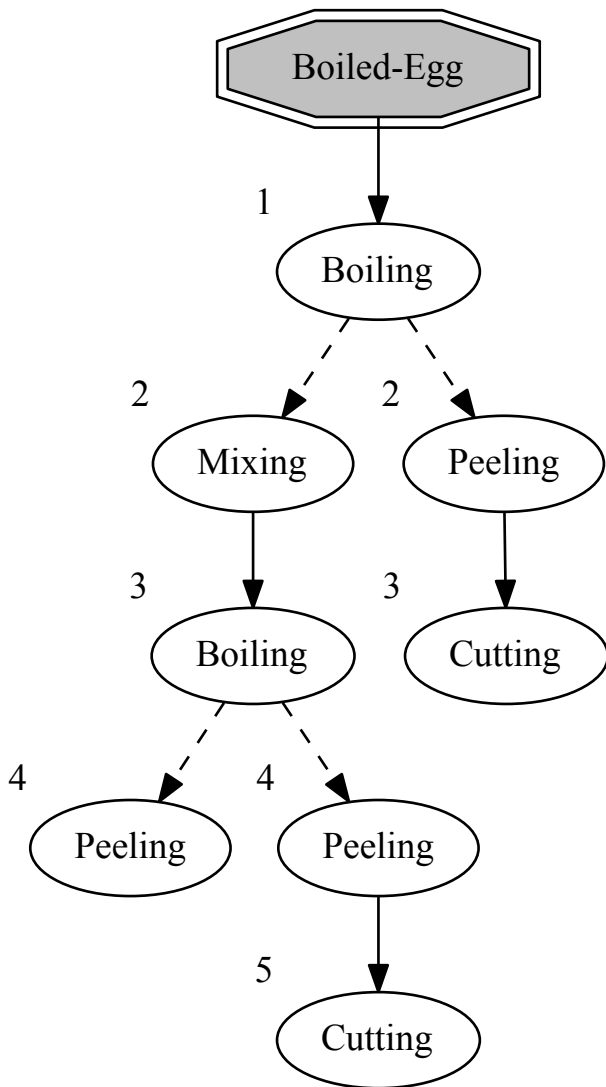 Boiled-Egg
1
Boiling
2
2
Mixing
Peeling
3
3
Boiling
Cutting
4
4
Peeling
Peeling
5
Cutting